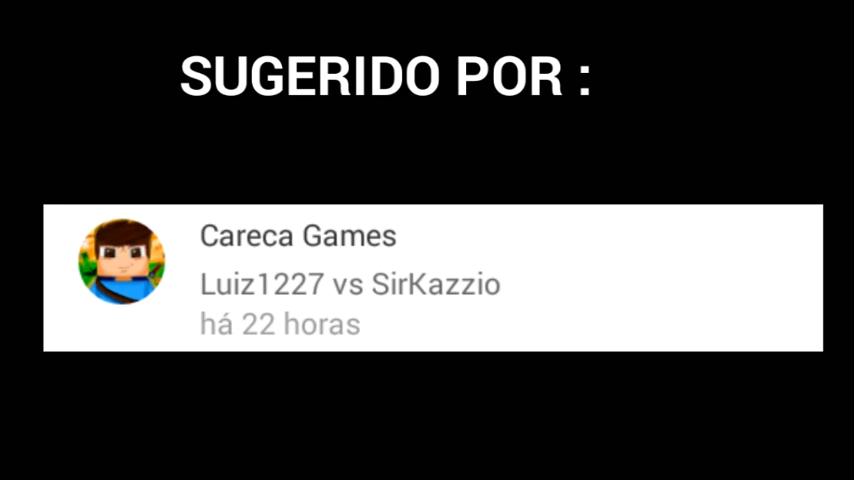 SUGERIDO POR :
Careca Games
Luiz1227 vs SirKazzio
há 22 horas